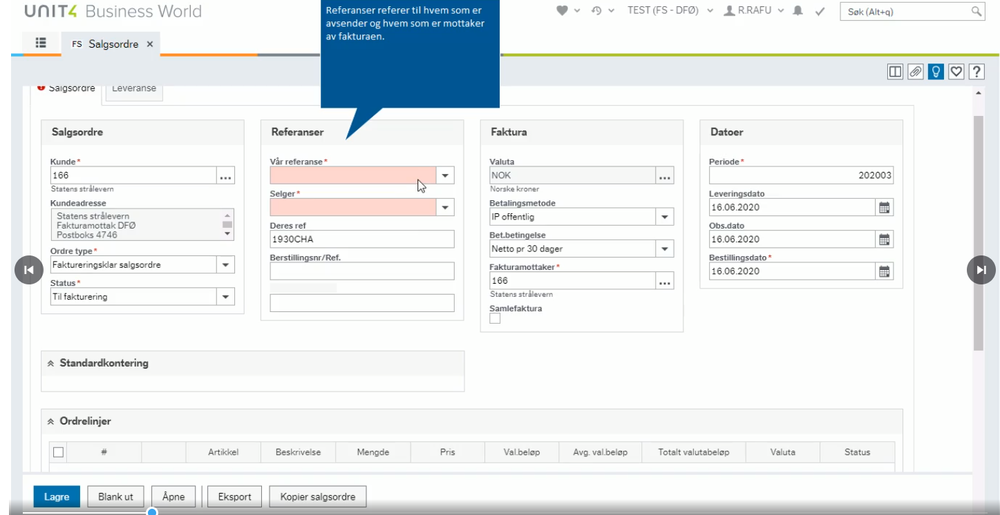 UNIT4 Business World
Referanser referer til hvem som er
avsender og hvem som er mottaker
av fakturaen.
TEST (FS - DFØ)
R.RAFU
Søk (Alt+q)
FS Salgsordre ×
?
Salgsordre
Leveranse
Salgsordre
Kunde *
166
...
Statens strålevern
Kundeadresse
Statens strålevern
Fakturamottak DFØ
Postboks 4746
Ordre type *
Faktureringsklar salgsordre
Status *
Til fakturering
Referanser
Vår referanse *
Selger *
Deres ref
1930CHA
Berstillingsnr/Ref.
Faktura
Valuta
NOK
...
Norske kroner
Betalingsmetode
IP offentlig
Bet.betingelse
Netto pr 30 dager
Fakturamottaker *
166
...
Statens strålevern
Samlefaktura
Datoer
Periode *
202003
Leveringsdato
16.06.2020
Obs.dato
16.06.2020
Bestillingsdato *
16.06.2020
Standardkontering
Ordrelinjer
# Artikkel Beskrivelse Mengde Pris Val.beløp Avg. val.beløp Totalt valutabeløp Valuta Status
Lagre
Blank ut
Åpne
Eksport
Kopier salgsordre